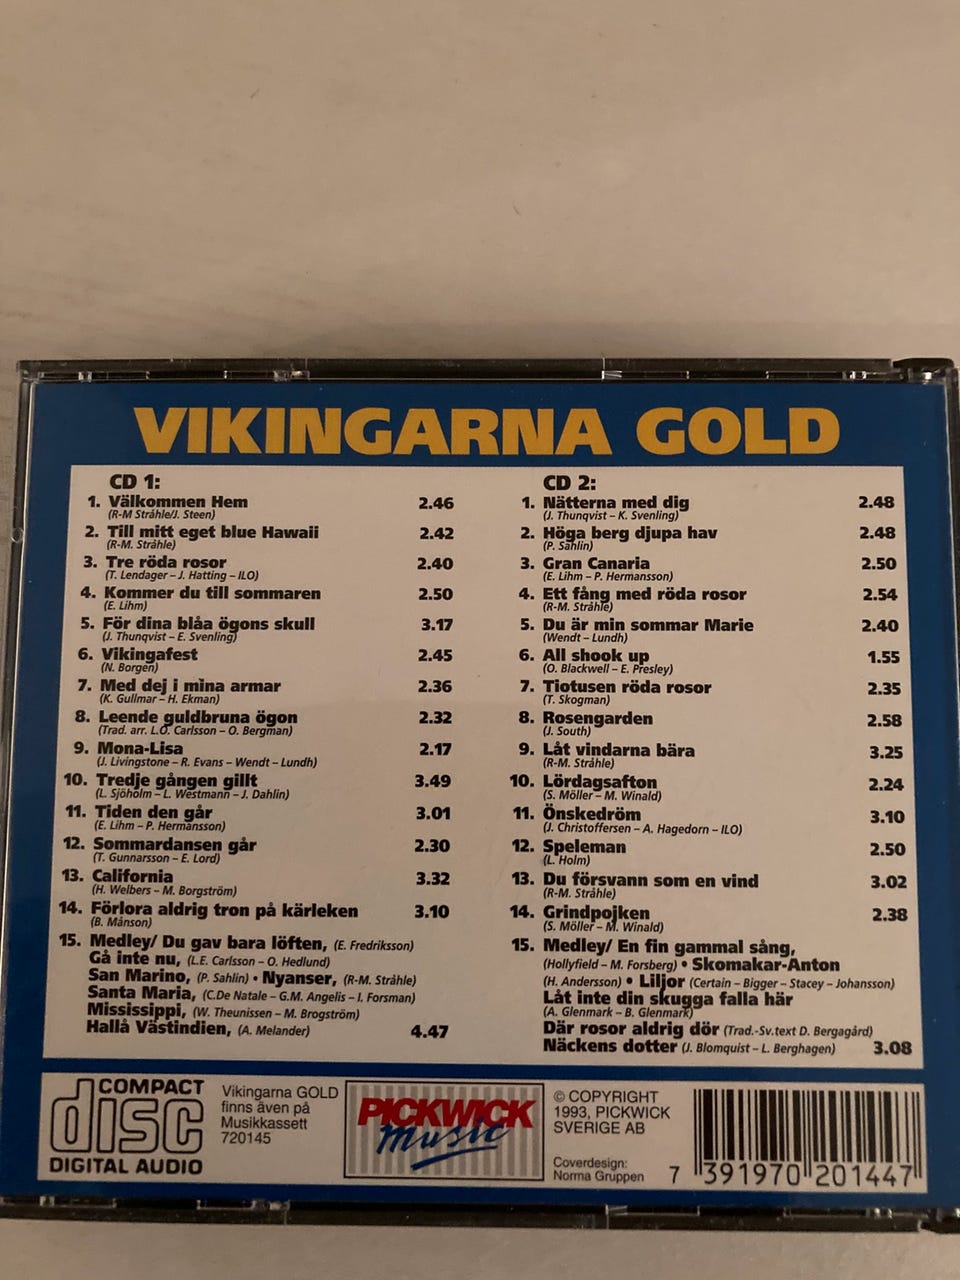 VIKINGARNA GOLD
CD 1:
1. Välkommen Hem 2.46
(R-M Stråhle/J. Steen)
2. Till mitt eget blue Hawaii 2.42
(R-M. Stråhle)
3. Tre röda rosor 2.40
(T. Lendager – J. Hatting – ILO)
4. Kommer du till sommaren 2.50
(E. Lihm)
5. För dina blåa ögons skull 3.17
(J. Thunqvist – E. Svenling)
6. Vikingafest 2.45
(N. Borgen)
7. Med dej i mina armar 2.36
(K. Gullmar – H. Ekman)
8. Leende guldbruna ögon 2.32
(Trad. arr. L.O. Carlsson – O. Bergman)
9. Mona-Lisa 2.17
(J. Livingstone – R. Evans – Wendt – Lundh)
10. Tredje gången gillt 3.49
(L. Sjöholm – L. Westmann – J. Dahlin)
11. Tiden den går 3.01
(E. Lihm – P. Hermansson)
12. Sommardansen går 2.30
(T. Gunnarsson – E. Lord)
13. California 3.32
(H. Welbers – M. Borgström)
14. Förlora aldrig tron på kärleken 3.10
(B. Månson)
15. Medley/ Du gav bara löften, (E. Fredriksson)
Gå inte nu, (L.E. Carlsson – O. Hedlund)
San Marino, (P. Sahlin) • Nyanser, (R-M. Stråhle)
Santa Maria, (C.De Natale – G.M. Angelis – I. Forsman)
Mississippi, (W. Theunissen – M. Brogström)
Hallå Västindien, (A. Melander) 4.47
CD 2:
1. Nätterna med dig 2.48
(J. Thunqvist – K. Svenling)
2. Höga berg djupa hav 2.48
(P. Sahlin)
3. Gran Canaria 2.50
(E. Lihm – P. Hermansson)
4. Ett fång med röda rosor 2.54
(R-M. Stråhle)
5. Du är min sommar Marie 2.40
(Wendt – Lundh)
6. All shook up 1.55
(O. Blackwell – E. Presley)
7. Tiotusen röda rosor 2.35
(T. Skogman)
8. Rosengarden 2.58
(J. South)
9. Låt vindarna bära 3.25
(R-M. Stråhle)
10. Lördagsafton 2.24
(S. Möller – M. Winald)
11. Önskedröm 3.10
(J. Christoffersen – A. Hagedorn – ILO)
12. Speleman 2.50
(L. Holm)
13. Du försvann som en vind 3.02
(R-M. Stråhle)
14. Grindpojken 2.38
(S. Möller – M. Winald)
15. Medley/ En fin gammal sång,
(Hollyfield – M. Forsberg) • Skomakar-Anton
(H. Andersson) • Liljor (Certain – Bigger – Stacey – Johansson)
Låt inte din skugga falla här
(A. Glenmark – B. Glenmark)
Där rosor aldrig dör (Trad.-Sv.text D. Bergagård)
Näckens dotter (J. Blomquist – L. Berghagen) 3.08
COMPACT
disc
DIGITAL AUDIO
Vikingarna GOLD
finns även på
Musikkassett
720145
PICKWICK
Music
© COPYRIGHT
1993, PICKWICK
SVERIGE AB
Coverdesign:
Norma Gruppen
7 391970 201447